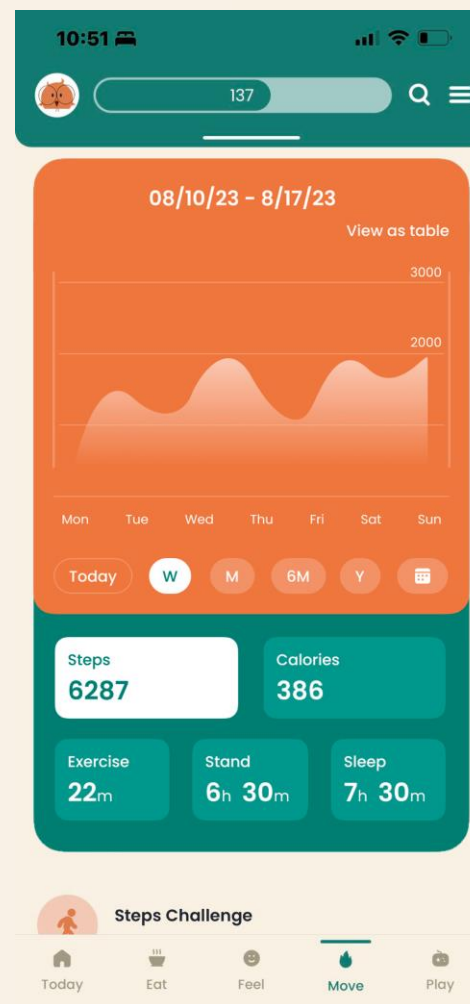 10:51
137
08/10/23 - 8/17/23
View as table
3000
2000
Mon Tue Wed Thu Fri Sat Sun
Today W M 6M Y
Steps
6287
Calories
386
Exercise
22m
Stand
6h 30m
Sleep
7h 30m
Steps Challenge
Today Eat Feel Move Play